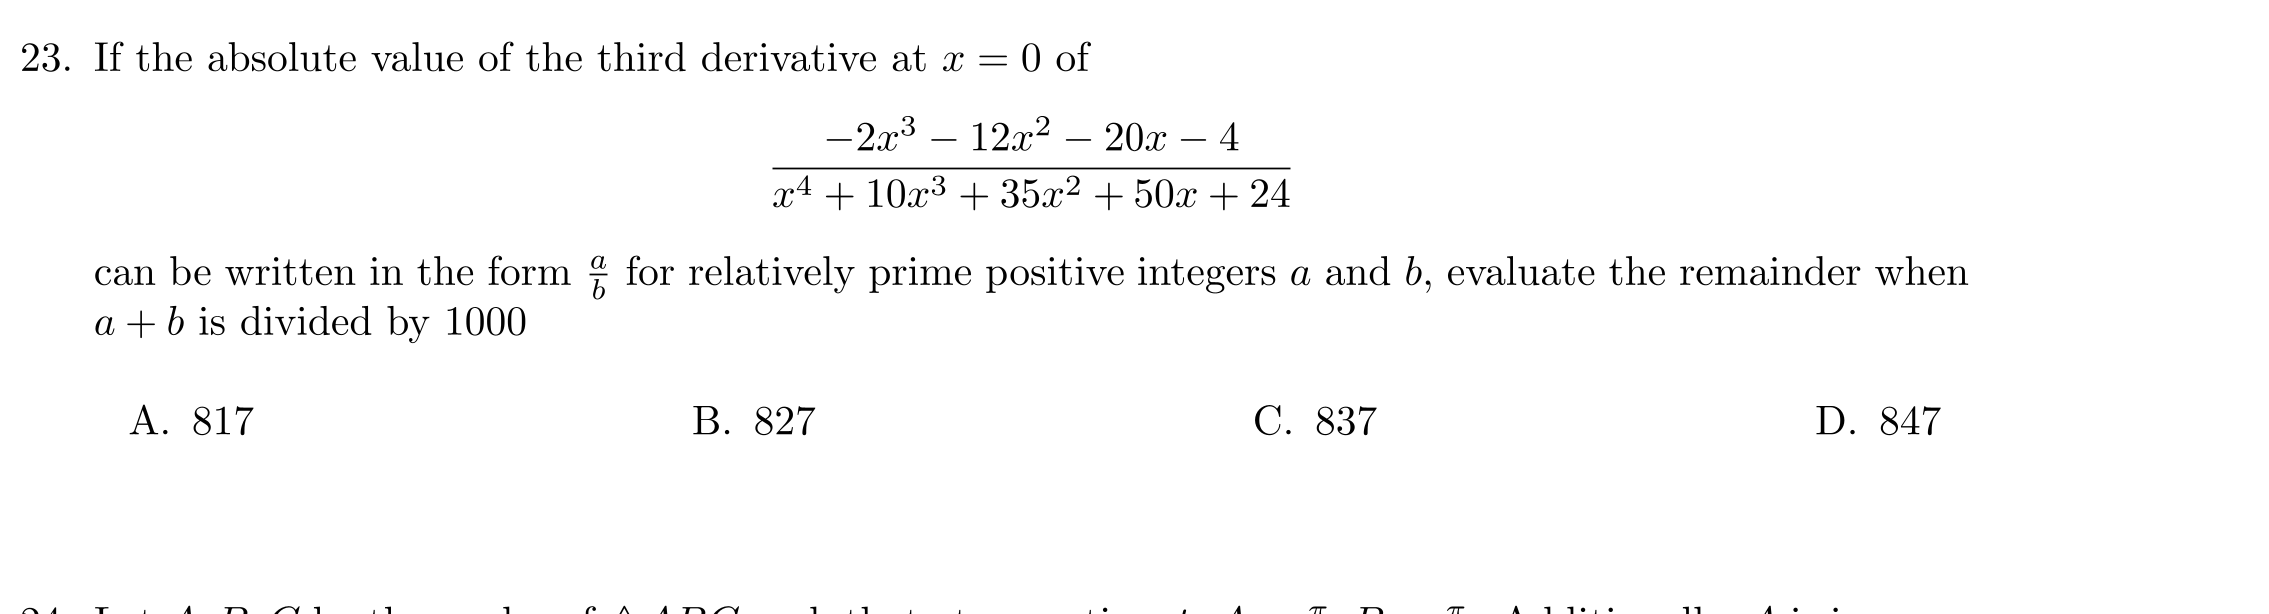 23. If the absolute value of the third derivative at x = 0 of
\frac{-2x^3 - 12x^2 - 20x - 4}{x^4 + 10x^3 + 35x^2 + 50x + 24}
can be written in the form \frac{a}{b} for relatively prime positive integers a and b, evaluate the remainder when
a + b is divided by 1000
A. 817 B. 827 C. 837 D. 847